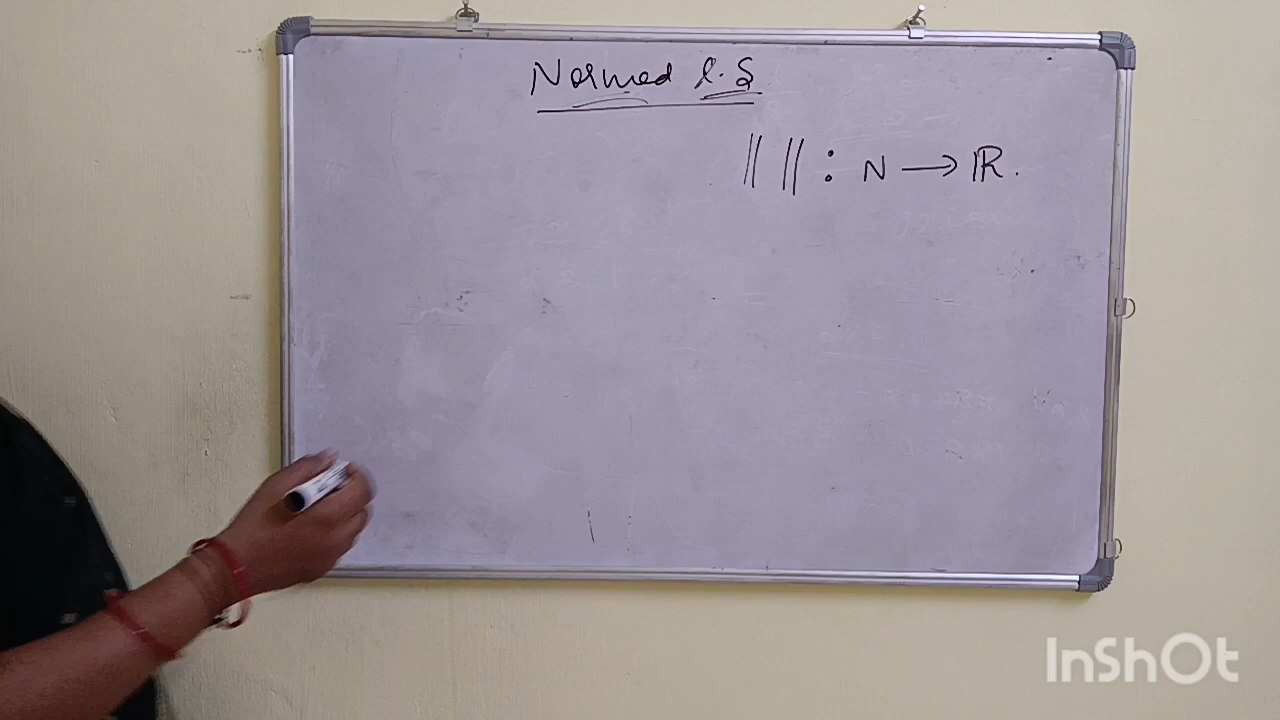 Normed l.S
|| || : N → ℝ.
InShOt